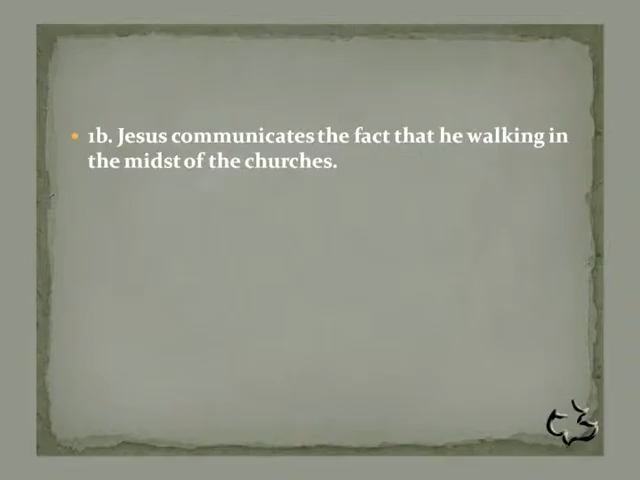 1b. Jesus communicates the fact that he walking in
the midst of the churches.